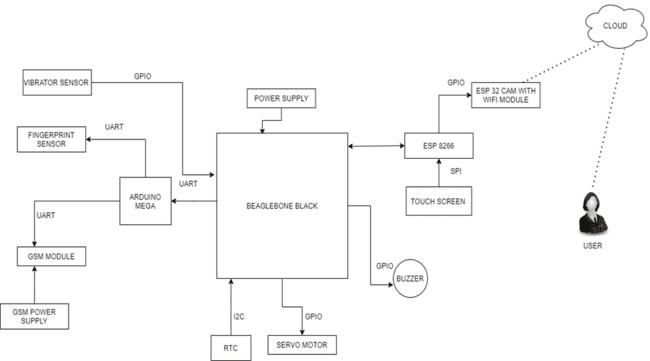 CLOUD
VIBRATOR SENSOR
GPIO
GPIO
ESP 32 CAM WITH
WIFI MODULE
POWER SUPPLY
FINGERPRINT
SENSOR
UART
ESP 8266
SPI
ARDUINO
MEGA
UART
BEAGLEBONE BLACK
TOUCH SCREEN
UART
USER
GSM MODULE
GPIO
BUZZER
GSM POWER
SUPPLY
I2C
GPIO
RTC
SERVO MOTOR